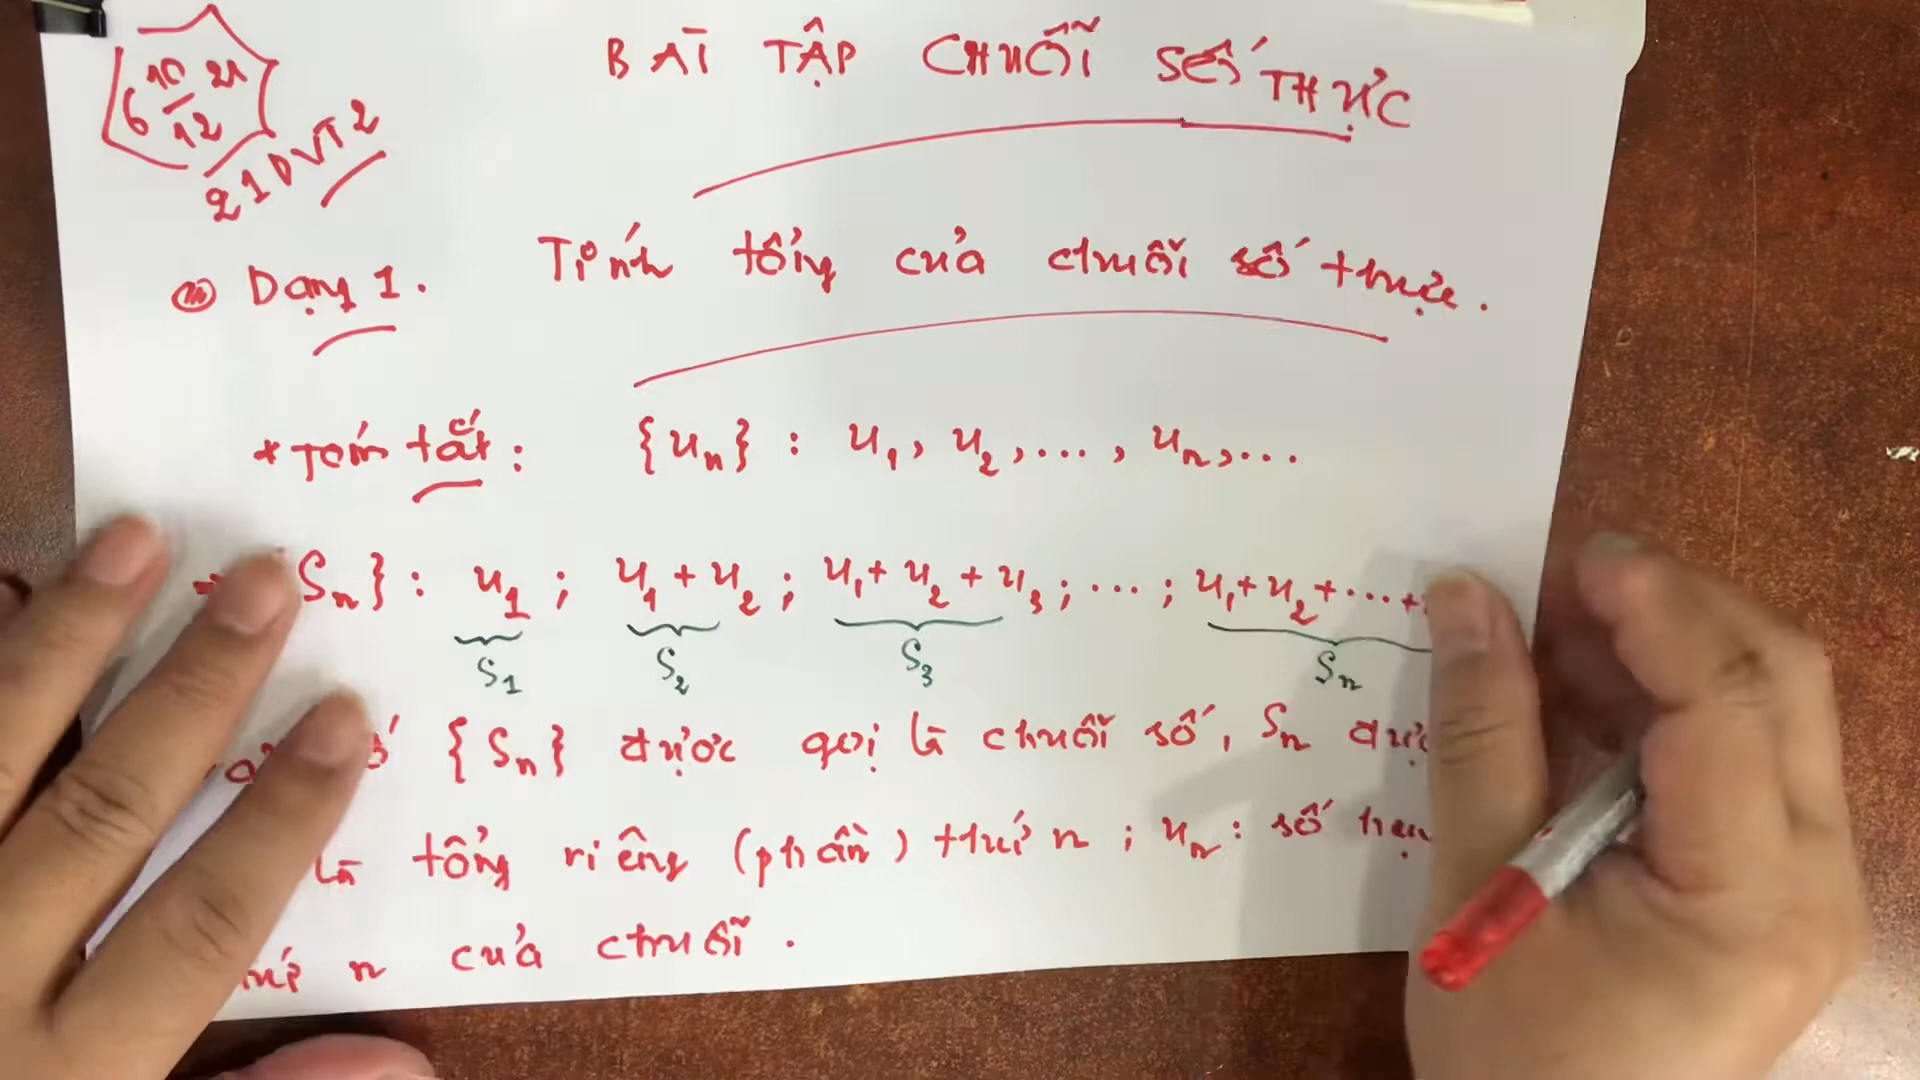 BÀI TẬP CHUỖI SỐ THỰC
6 10/12 21
21DVT2
Dạng 1. Tính tổng của chuỗi số thực.
* Tóm tắt: {uₙ} : u₁, u₂, ..., uₙ, ...
Sₙ} : u₁ ; u₁ + u₂ ; u₁ + u₂ + u₃ ; ... ; u₁ + u₂ + ... +
S₁ S₂ S₃ Sₙ
{Sₙ} được gọi là chuỗi số, Sₙ đượ
là tổng riêng (phần) thứ n ; uₙ : số hạn
n của chuỗi.